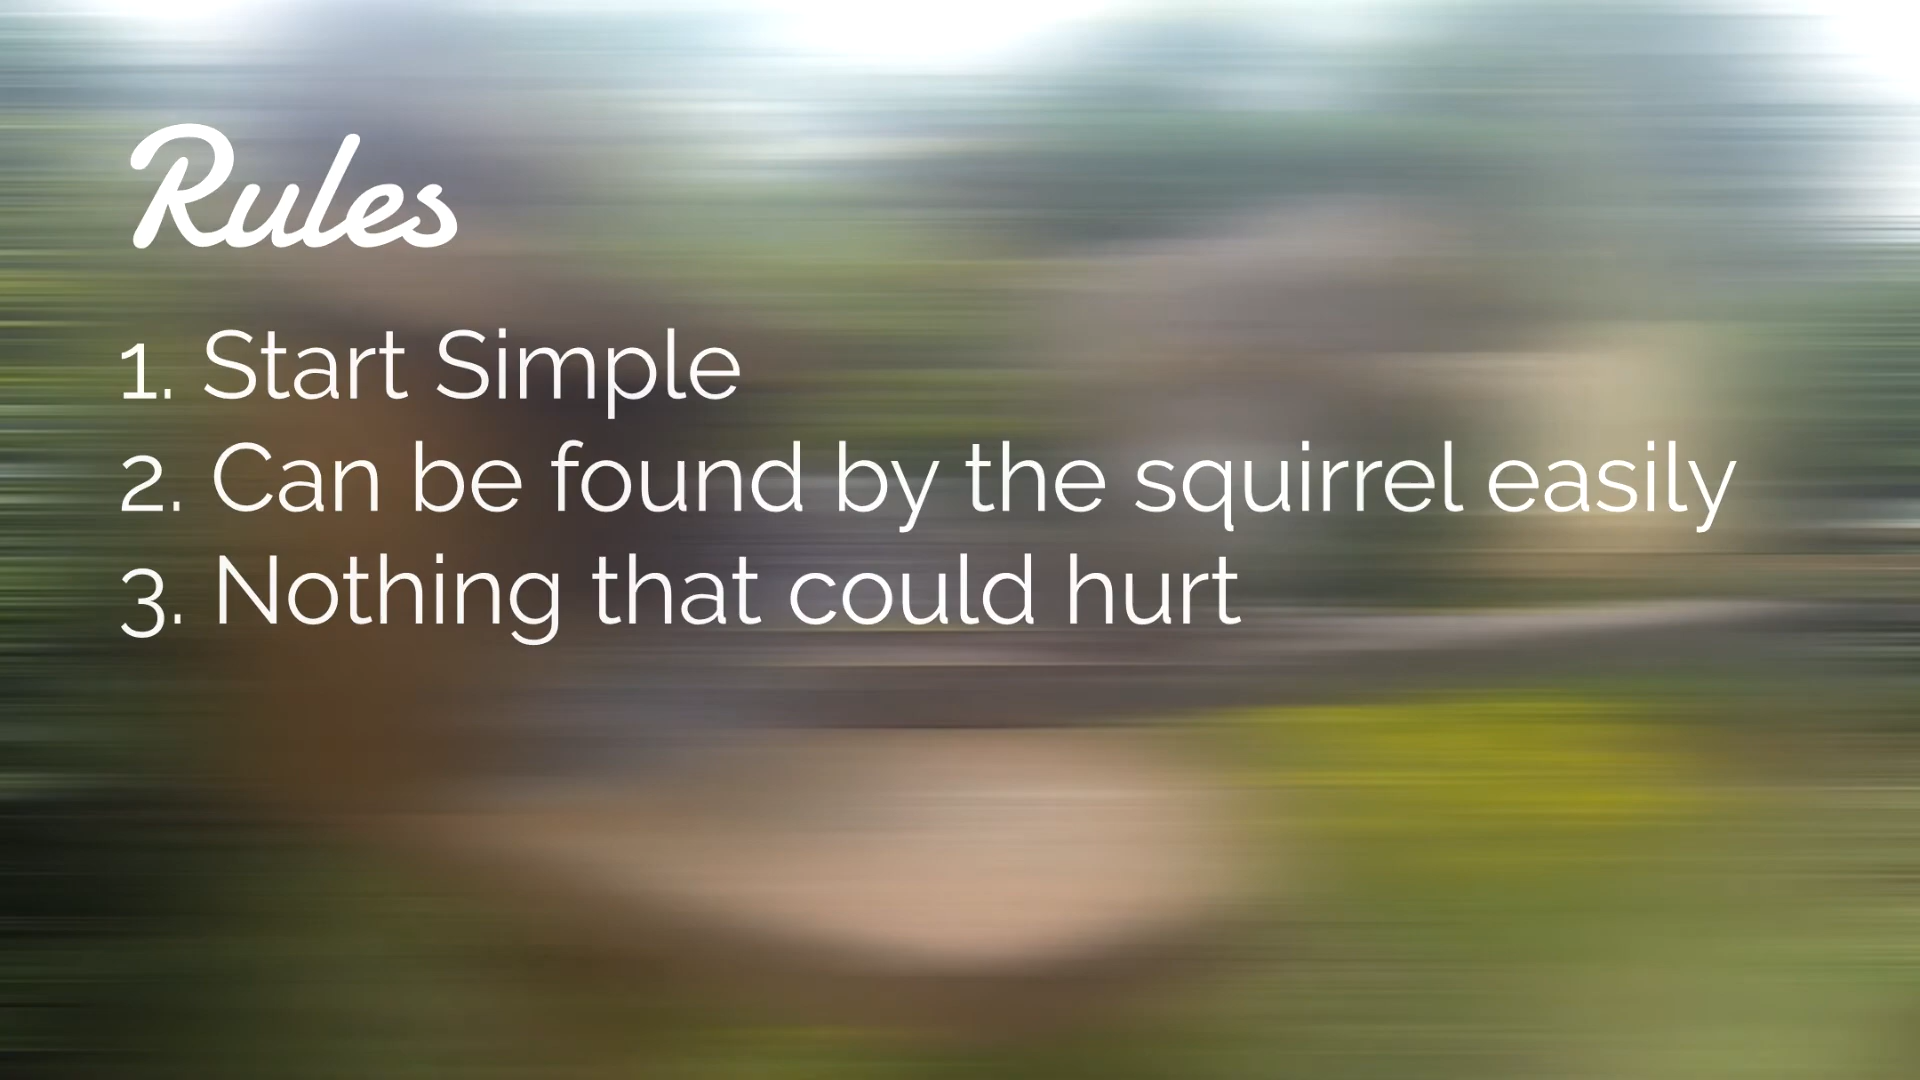 Rules
1. Start Simple
2. Can be found by the squirrel easily
3. Nothing that could hurt